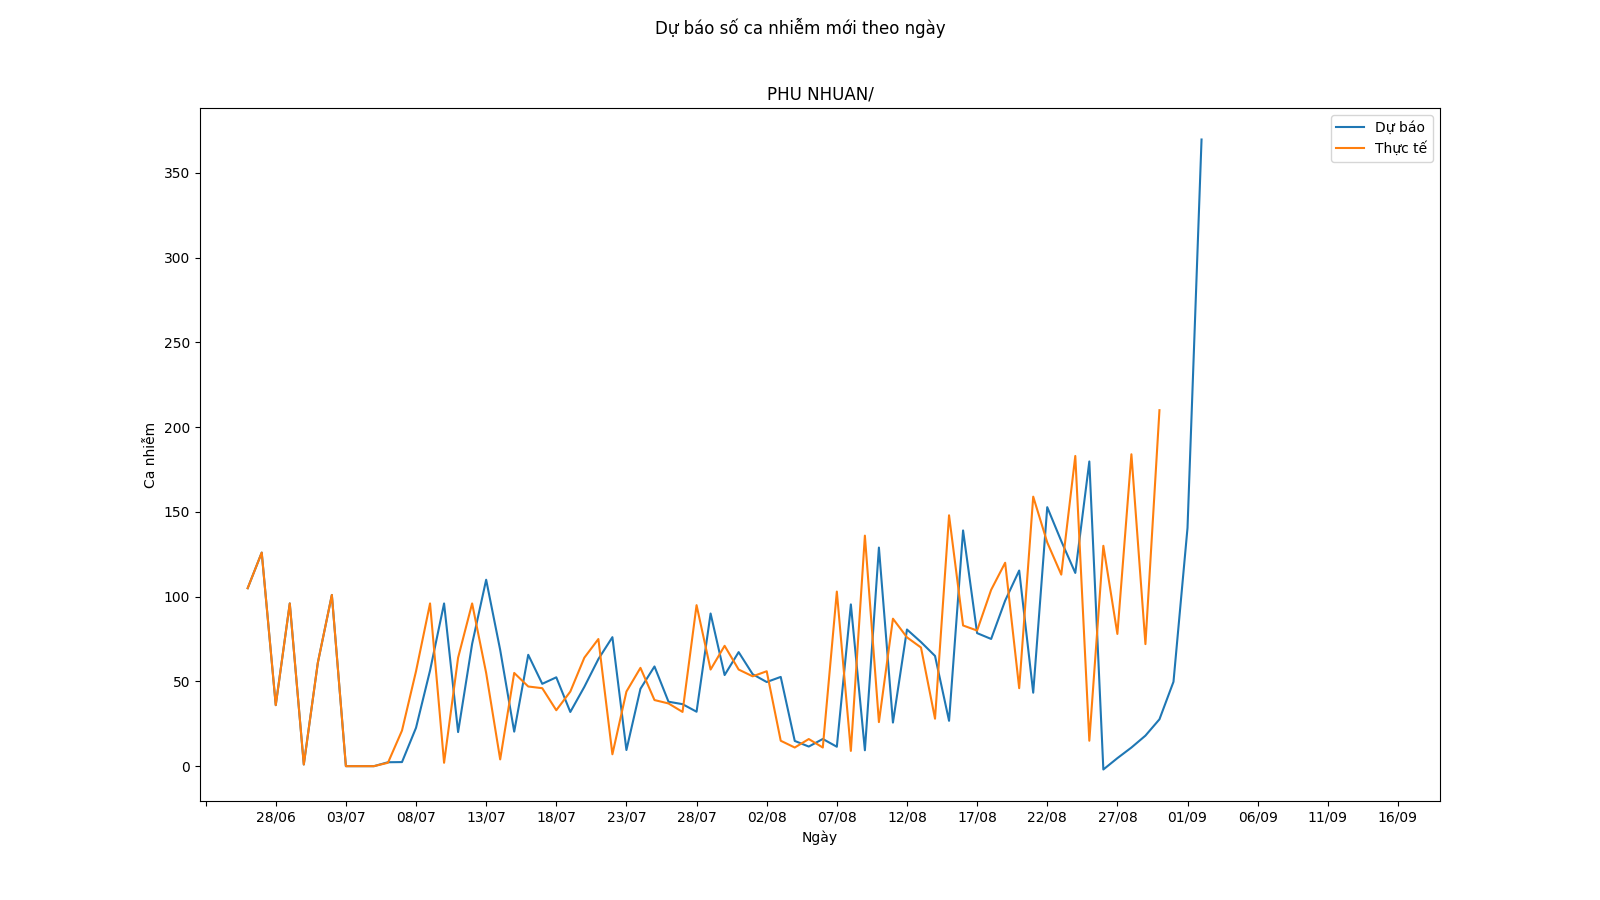 Dự báo số ca nhiễm mới theo ngày
PHU NHUAN/
Dự báo
Thực tế
350
300
250
200
150
100
50
0
Ca nhiễm
28/06 03/07 08/07 13/07 18/07 23/07 28/07 02/08 07/08 12/08 17/08 22/08 27/08 01/09 06/09 11/09 16/09
Ngày